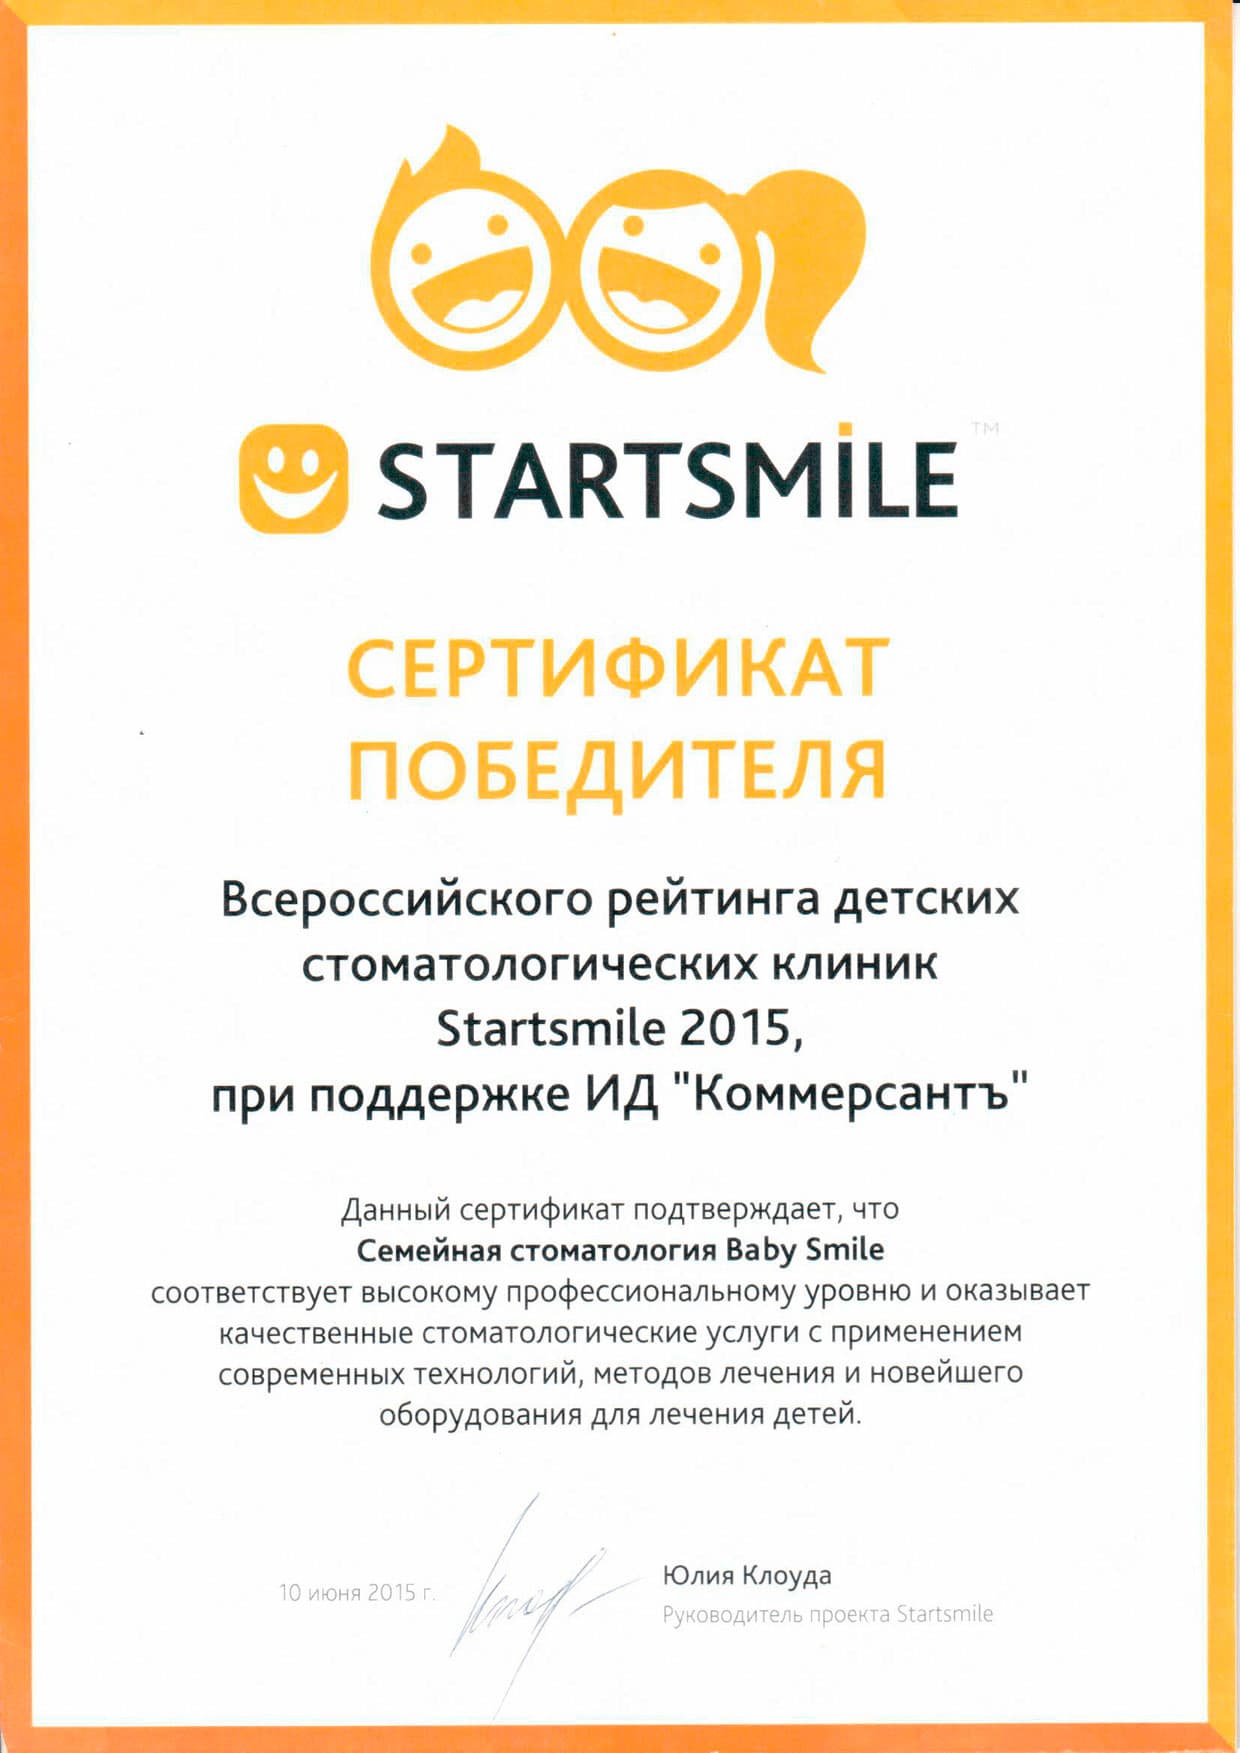 STARTSMiLE ™
СЕРТИФИКАТ
ПОБЕДИТЕЛЯ
Всероссийского рейтинга детских
стоматологических клиник
Startsmile 2015,
при поддержке ИД "Коммерсантъ"
Данный сертификат подтверждает, что
Семейная стоматология Baby Smile
соответствует высокому профессиональному уровню и оказывает
качественные стоматологические услуги с применением
современных технологий, методов лечения и новейшего
оборудования для лечения детей.
10 июня 2015 г.
Юлия Клоуда
Руководитель проекта Startsmile